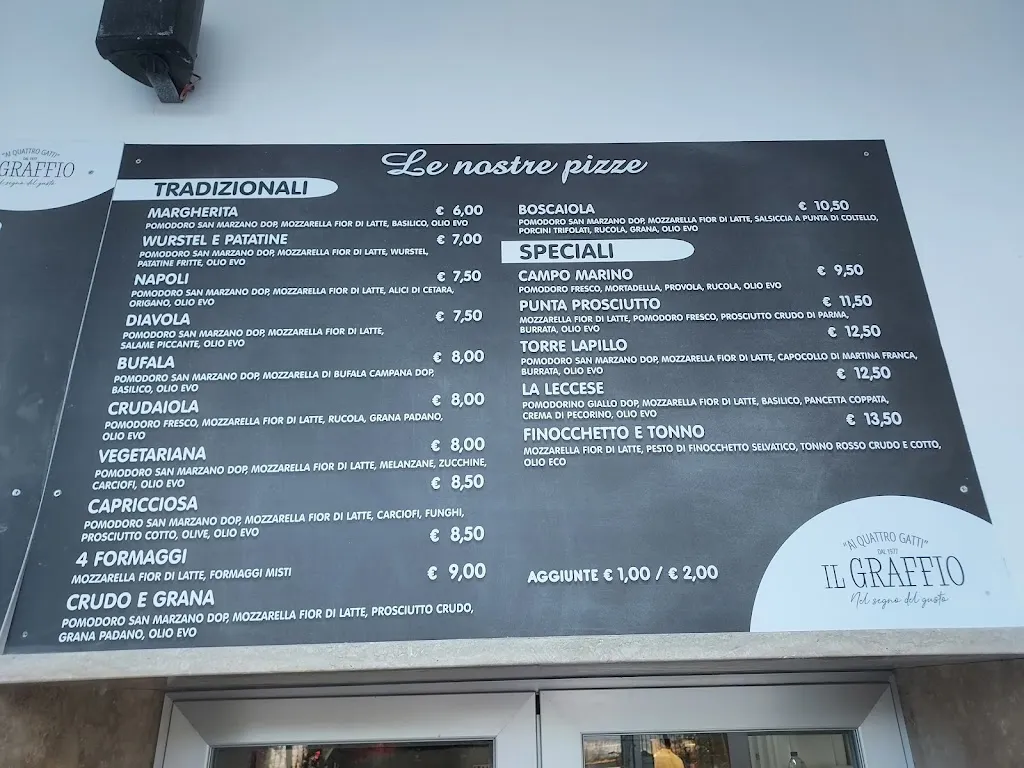 "AI QUATTRO GATTI"
DAL 1977
GRAFFIO
Le nostre pizze
TRADIZIONALI
MARGHERITA € 6,00
POMODORO SAN MARZANO DOP, MOZZARELLA FIOR DI LATTE, BASILICO, OLIO EVO
WURSTEL E PATATINE € 7,00
POMODORO SAN MARZANO DOP, MOZZARELLA FIOR DI LATTE, WURSTEL,
PATATINE FRITTE, OLIO EVO
NAPOLI € 7,50
POMODORO SAN MARZANO DOP, MOZZARELLA FIOR DI LATTE, ALICI DI CETARA,
ORIGANO, OLIO EVO
DIAVOLA € 7,50
POMODORO SAN MARZANO DOP, MOZZARELLA FIOR DI LATTE,
SALAME PICCANTE, OLIO EVO
BUFALA € 8,00
POMODORO SAN MARZANO DOP, MOZZARELLA DI BUFALA CAMPANA DOP,
BASILICO, OLIO EVO
CRUDAIOLA € 8,00
POMODORO FRESCO, MOZZARELLA FIOR DI LATTE, RUCOLA, GRANA PADANO,
OLIO EVO
VEGETARIANA € 8,00
POMODORO SAN MARZANO DOP, MOZZARELLA FIOR DI LATTE, MELANZANE, ZUCCHINE,
CARCIOFI, OLIO EVO
CAPRICCIOSA € 8,50
POMODORO SAN MARZANO DOP, MOZZARELLA FIOR DI LATTE, CARCIOFI, FUNGHI,
PROSCIUTTO COTTO, OLIVE, OLIO EVO
4 FORMAGGI € 8,50
MOZZARELLA FIOR DI LATTE, FORMAGGI MISTI
CRUDO E GRANA € 9,00
POMODORO SAN MARZANO DOP, MOZZARELLA FIOR DI LATTE, PROSCIUTTO CRUDO,
GRANA PADANO, OLIO EVO
BOSCAIOLA € 10,50
POMODORO SAN MARZANO DOP, MOZZARELLA FIOR DI LATTE, SALSICCIA A PUNTA DI COLTELLO,
PORCINI TRIFOLATI, RUCOLA, GRANA, OLIO EVO
SPECIALI
CAMPO MARINO € 9,50
POMODORO FRESCO, MORTADELLLA, PROVOLA, RUCOLA, OLIO EVO
PUNTA PROSCIUTTO € 11,50
MOZZARELLA FIOR DI LATTE, POMODORO FRESCO, PROSCIUTTO CRUDO DI PARMA,
BURRATA, OLIO EVO
TORRE LAPILLO € 12,50
POMODORO SAN MARZANO DOP, MOZZARELLA FIOR DI LATTE, CAPOCOLLO DI MARTINA FRANCA,
BURRATA, OLIO EVO
LA LECCESE € 12,50
POMODORINO GIALLO DOP, MOZZARELLA FIOR DI LATTE, BASILICO, PANCETTA COPPATA,
CREMA DI PECORINO, OLIO EVO
FINOCCHETTO E TONNO € 13,50
MOZZARELLA FIOR DI LATTE, PESTO DI FINOCCHETTO SELVATICO, TONNO ROSSO CRUDO E COTTO,
OLIO ECO
AGGIUNTE € 1,00 / € 2,00
"AI QUATTRO GATTI"
DAL 1977
IL GRAFFIO
Nel segno del gusto